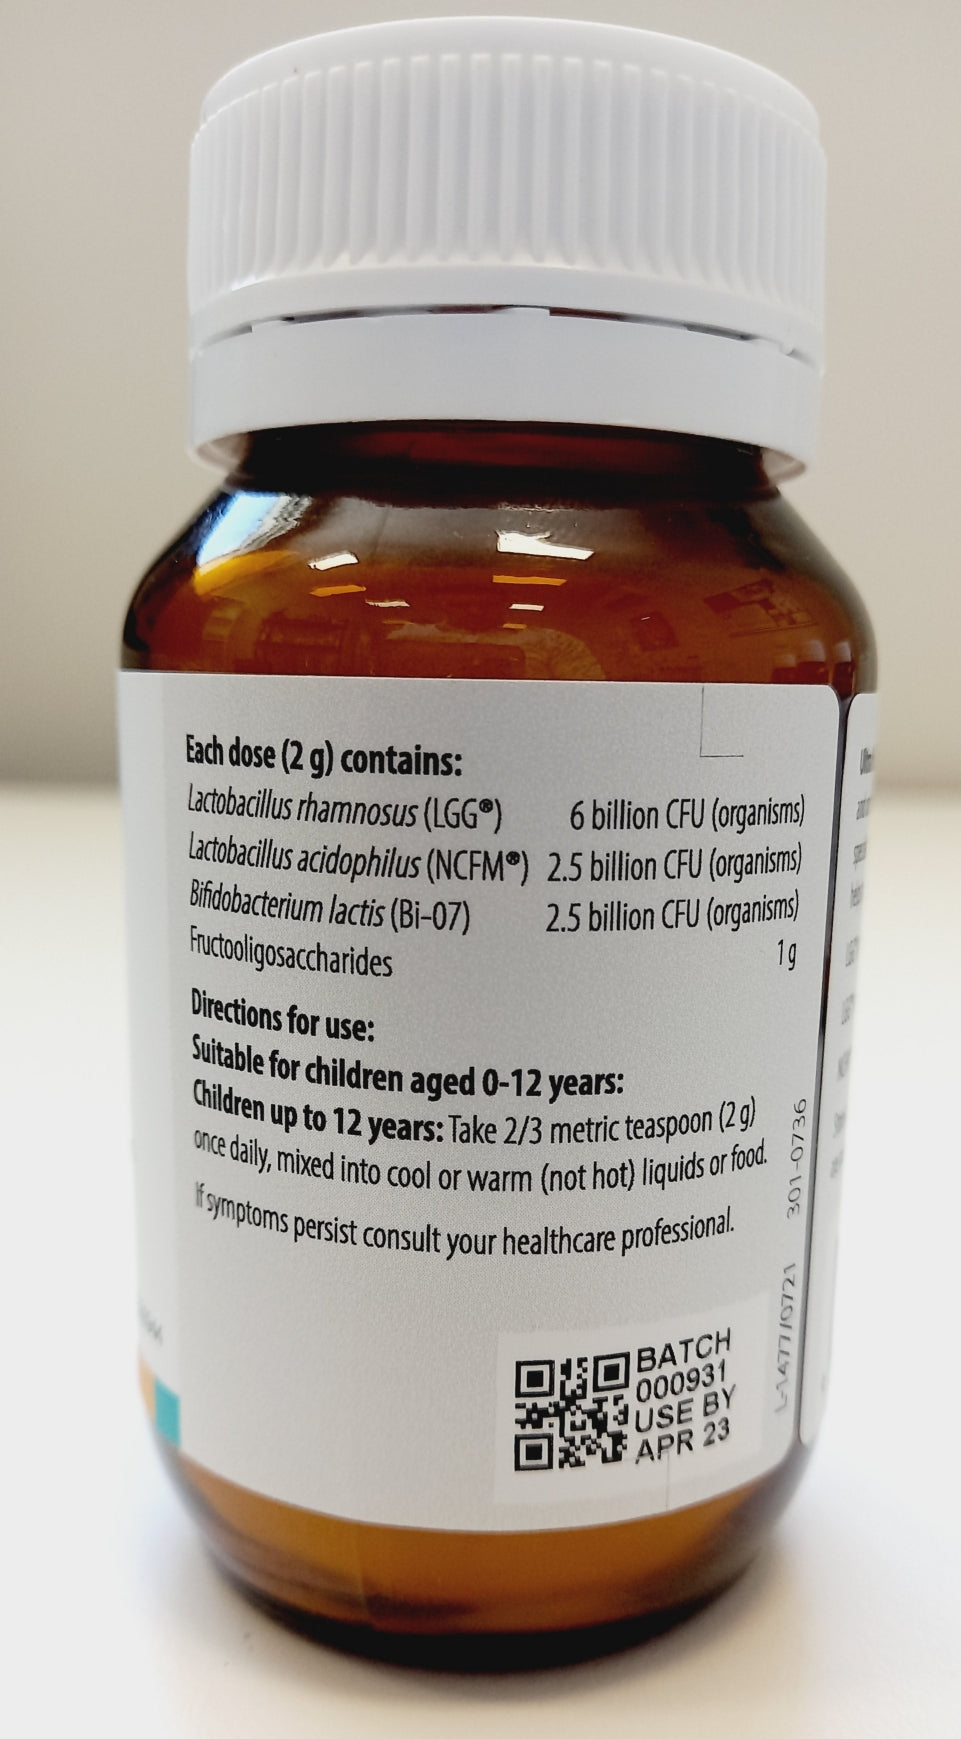 Each dose (2 g) contains:
Lactobacillus rhamnosus (LGG®) 6 billion CFU (organisms)
Lactobacillus acidophilus (NCFM®) 2.5 billion CFU (organisms)
Bifidobacterium lactis (Bi-07) 2.5 billion CFU (organisms)
Fructooligosaccharides 1 g
Directions for use:
Suitable for children aged 0-12 years:
Children up to 12 years: Take 2/3 metric teaspoon (2 g)
once daily, mixed into cool or warm (not hot) liquids or food.
If symptoms persist consult your healthcare professional.
BATCH
000931
USE BY
APR 23
L-1477/0721 301-0736